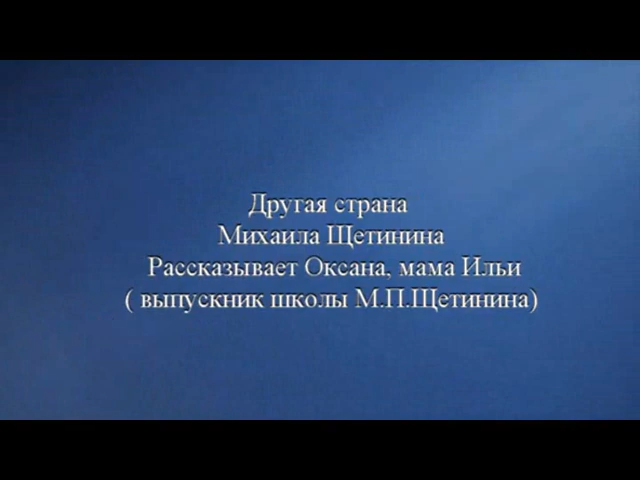 Другая страна
Михаила Щетинина
Рассказывает Оксана, мама Ильи
( выпускник школы М.П.Щетинина)